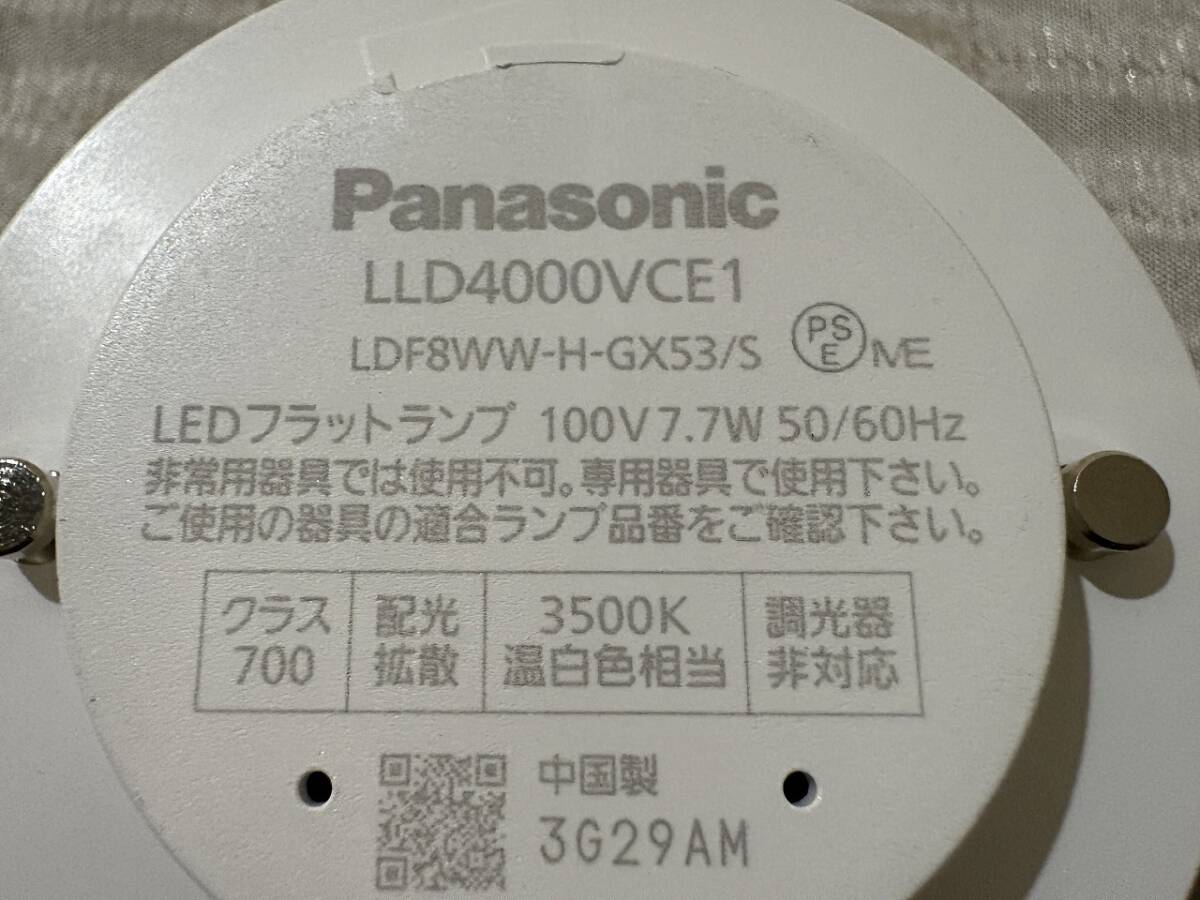 Panasonic
LLD4000VCE1
LDF8WW-H-GX53/S PSE ME
LEDフラットランプ 100V 7.7W 50/60Hz
非常用器具では使用不可。専用器具で使用下さい。
ご使用の器具の適合ランプ品番をご確認下さい。
クラス 配光 3500K 調光器
700 拡散 温白色相当 非対応
中国製
3G29AM